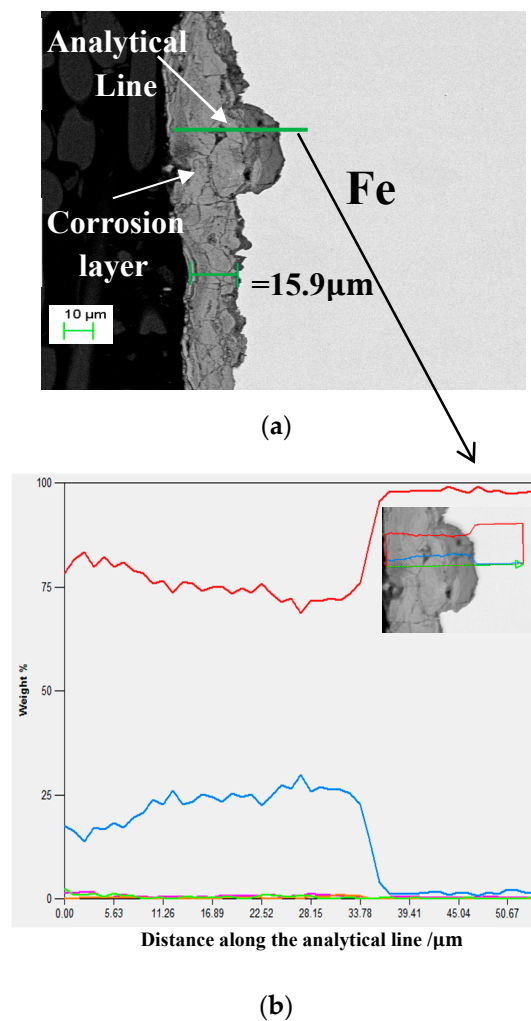 Analytical
Line
Fe
Corrosion
layer
=15.9μm
10 μm
(a)
100
75
50
25
0
Weight %
0.00 5.63 11.26 16.89 22.52 28.15 33.78 39.41 45.04 50.67
Distance along the analytical line /μm
(b)